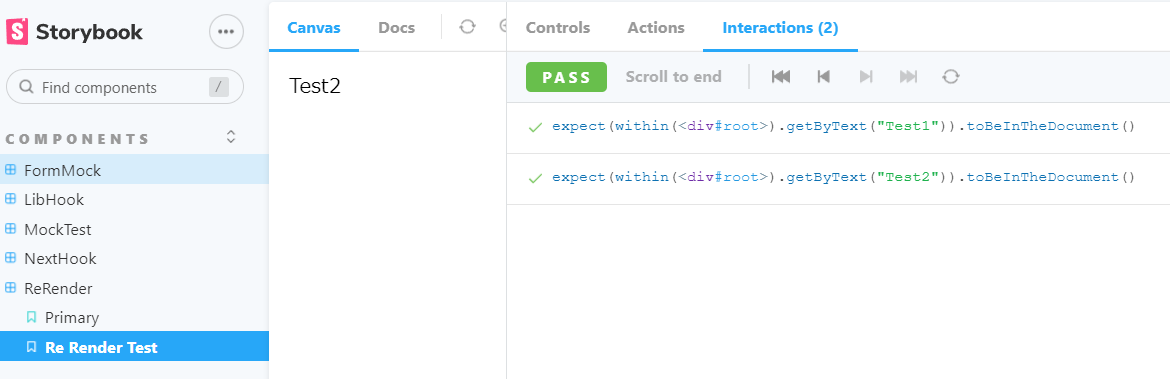 Storybook
Find components /
COMPONENTS
FormMock
LibHook
MockTest
NextHook
ReRender
Primary
Re Render Test
Canvas Docs
Test2
Controls Actions Interactions (2)
PASS Scroll to end
expect(within(<div#root>).getByText("Test1")).toBeInTheDocument()
expect(within(<div#root>).getByText("Test2")).toBeInTheDocument()